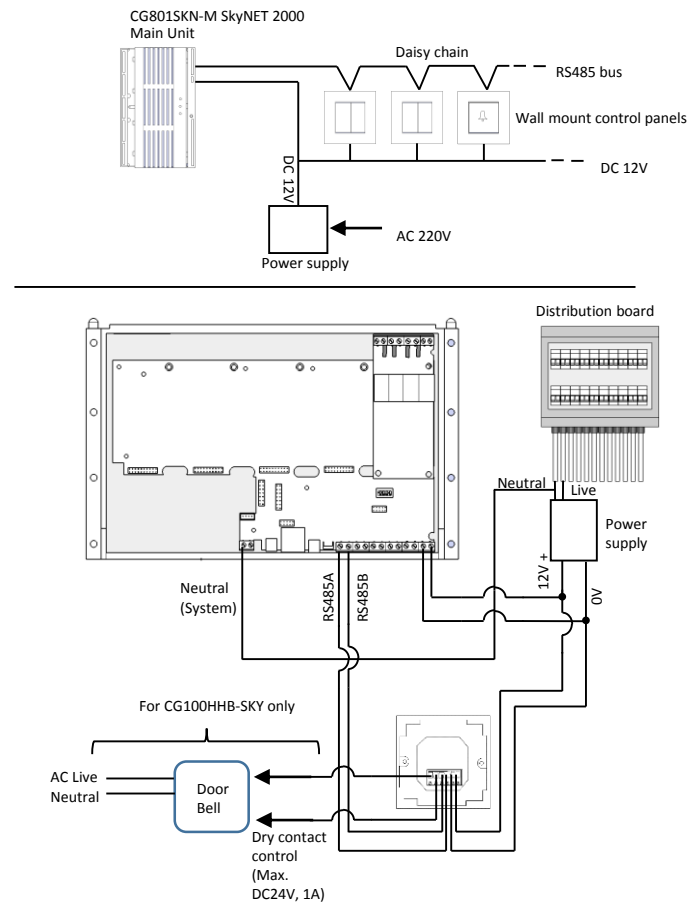 CG801SKN-M SkyNET 2000
Main Unit
Daisy chain
RS485 bus
Wall mount control panels
DC 12V
DC 12V
AC 220V
Power supply
Distribution board
Neutral
Live
Power
supply
12V +
0V
Neutral
(System)
RS485A
RS485B
For CG100HHB-SKY only
AC Live
Neutral
Door
Bell
Dry contact
control
(Max.
DC24V, 1A)